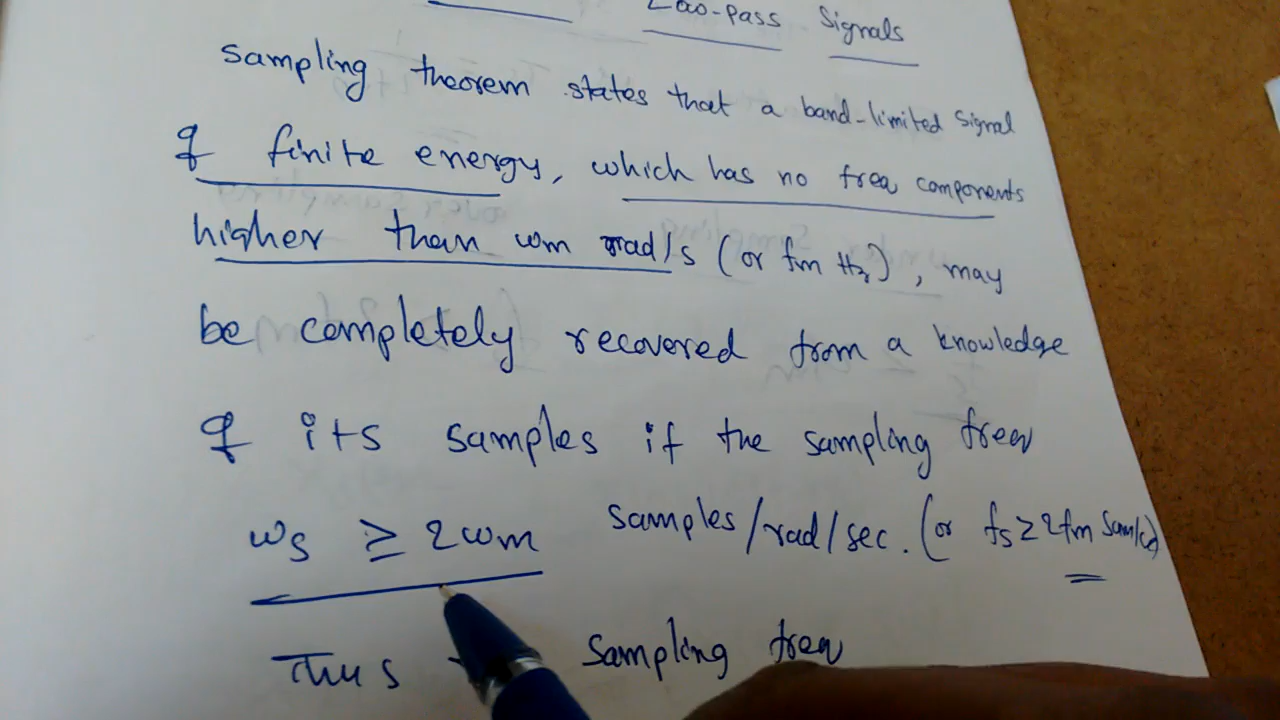 Low-pass Signals
Sampling theorem states that a band-limited Signal
of finite energy, which has no freq components
higher than ωm rad/s (or fm Hz), may
be completely recovered from a knowledge
of its samples if the sampling freq
ωs ≥ 2ωm samples/rad/sec. (or fs ≥ 2fm Sam/s)
Thus Sampling freq